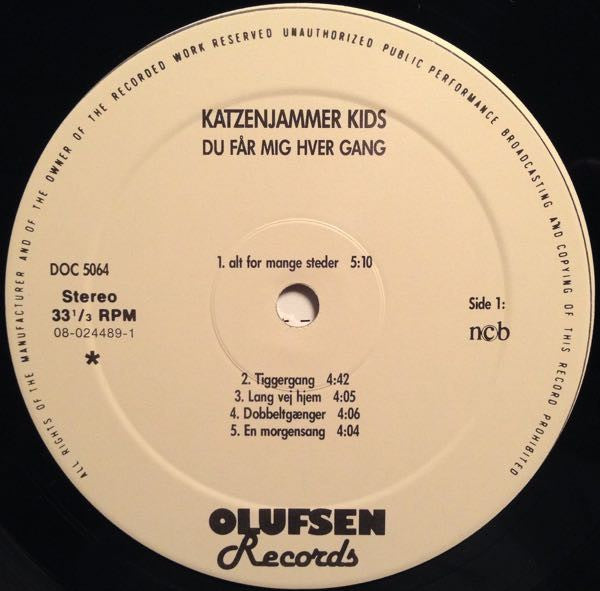 ALL RIGHTS OF THE MANUFACTURER AND OF THE OWNER OF THE RECORDED WORK RESERVED UNAUTHORIZED PUBLIC PERFORMANCE BROADCASTING AND COPYING OF THIS RECORD PROHIBITED
KATZENJAMMER KIDS
DU FÅR MIG HVER GANG
1. alt for mange steder 5:10
DOC 5064
Stereo
33 1/3 RPM
08-024489-1
*
Side 1:
ncb
2. Tiggergang 4:42
3. Lang vej hjem 4:05
4. Dobbeltgænger 4:06
5. En morgensang 4:04
OLUFSEN
Records